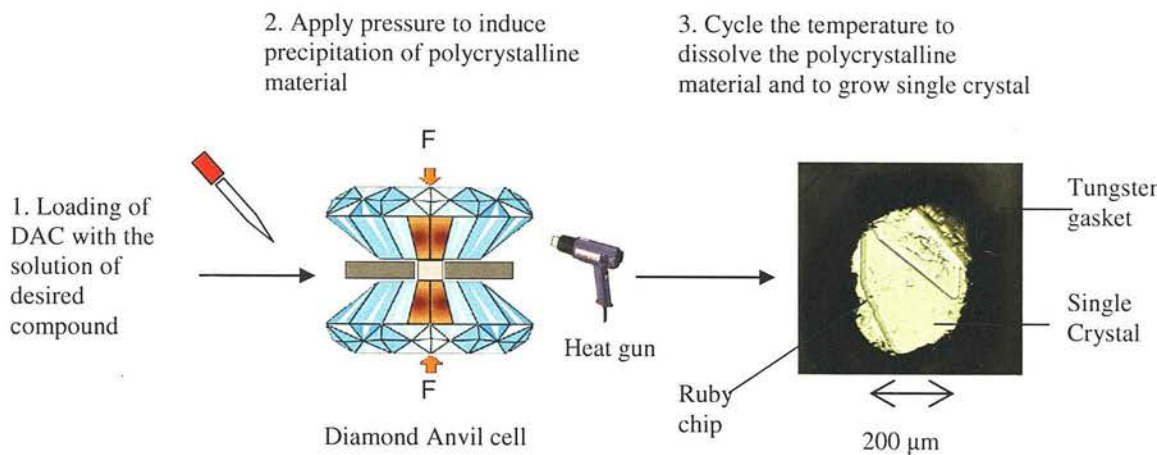 1. Loading of
DAC with the
solution of
desired
compound
2. Apply pressure to induce
precipitation of polycrystalline
material
F
F
Diamond Anvil cell
Heat gun
3. Cycle the temperature to
dissolve the polycrystalline
material and to grow single crystal
Tungster
gasket
Single
Crystal
Ruby
chip
200 μm